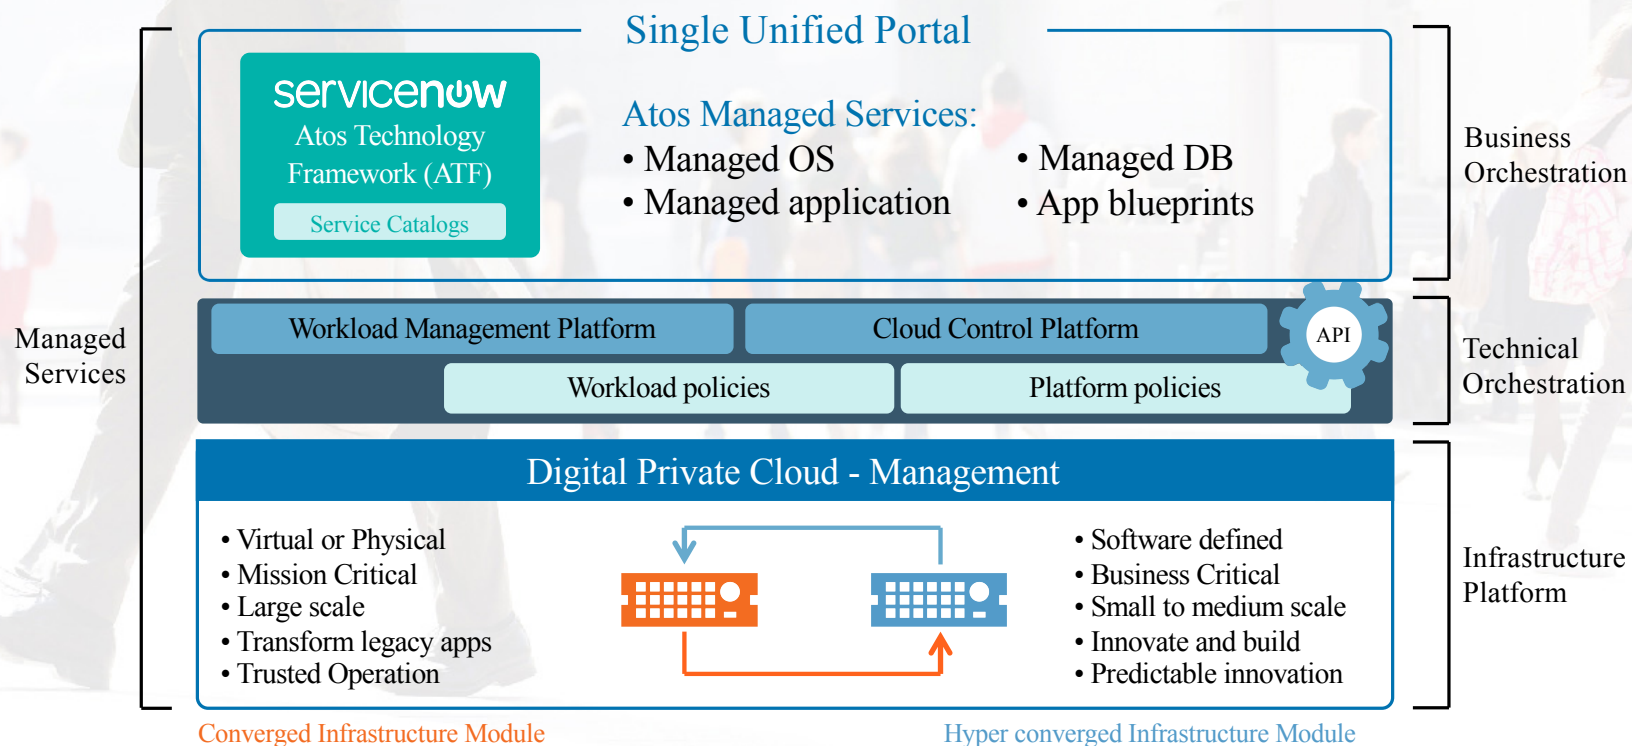 Single Unified Portal
servicenow
Atos Technology
Framework (ATF)
Service Catalogs
Atos Managed Services:
• Managed OS
• Managed application
• Managed DB
• App blueprints
Business
Orchestration
Managed
Services
Workload Management Platform
Cloud Control Platform
API
Workload policies
Platform policies
Technical
Orchestration
Digital Private Cloud - Management
• Virtual or Physical
• Mission Critical
• Large scale
• Transform legacy apps
• Trusted Operation
• Software defined
• Business Critical
• Small to medium scale
• Innovate and build
• Predictable innovation
Infrastructure
Platform
Converged Infrastructure Module
Hyper converged Infrastructure Module